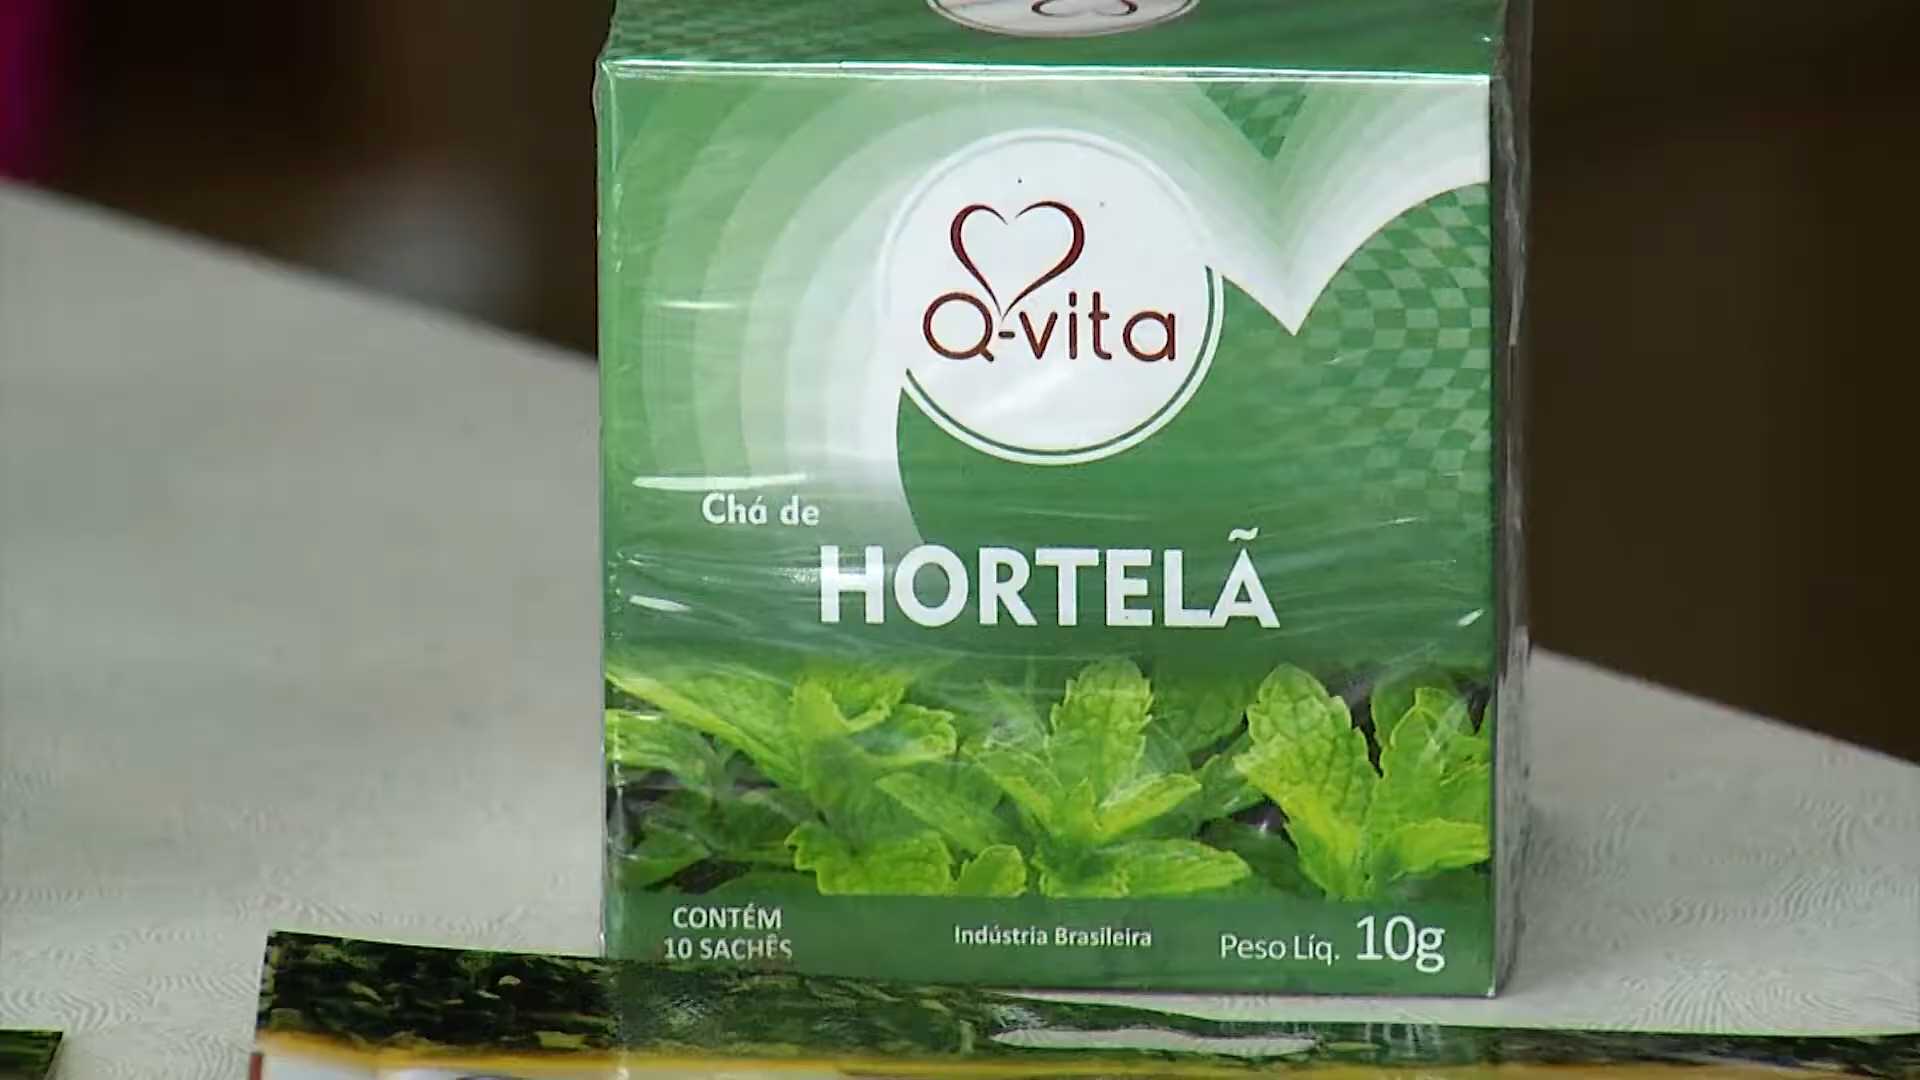 Q-vita
Chá de
HORTELÃ
CONTÉM
10 SACHÊS
Indústria Brasileira
Peso Líq. 10g